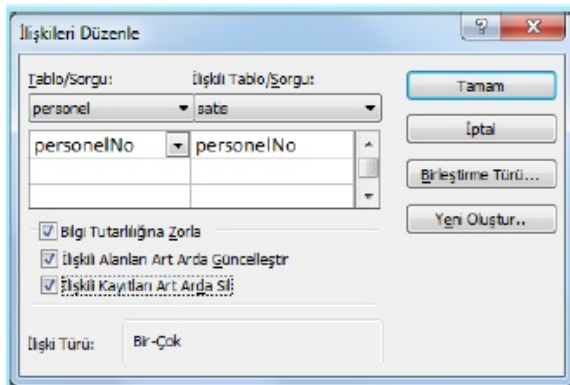 İlişkileri Düzenle
Tablo/Sorgu: İlişkili Tablo/Sorgu:
personel satis
personelNo personelNo
Tamam
İptal
Birleştirme Türü...
Yeni Oluştur..
Bilgi Tutarlılığına Zorla
İlişkili Alanları Art Arda Güncelleştir
İlişkili Kayıtları Art Arda Sil
İlişki Türü: Bir-Çok